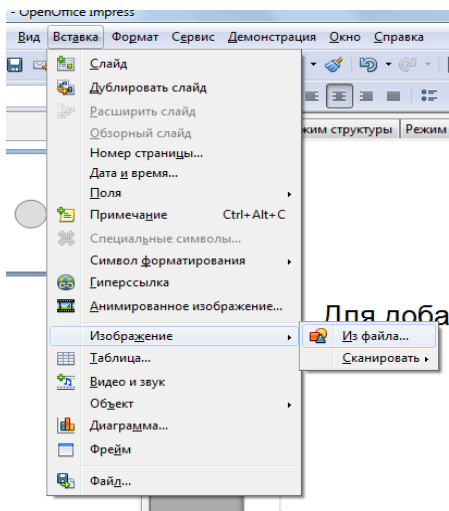 - OpenOffice Impress
Вид Вставка Формат Сервис Демонстрация Окно Справка
Слайд
Дублировать слайд
Расширить слайд
Обзорный слайд
жим структуры Режим
Номер страницы...
Дата и время...
Поля
Примечание Ctrl+Alt+C
Специальные символы...
Символ форматирования
Гиперссылка
Анимированное изображение...
Для доба
Изображение
Из файла...
Таблица...
Сканировать
Видео и звук
Объект
Диаграмма...
Фрейм
Файл...